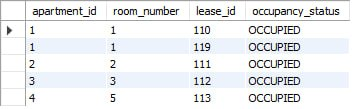 apartment_id room_number lease_id occupancy_status
1 1 110 OCCUPIED
1 1 119 OCCUPIED
2 2 111 OCCUPIED
3 3 112 OCCUPIED
4 5 113 OCCUPIED